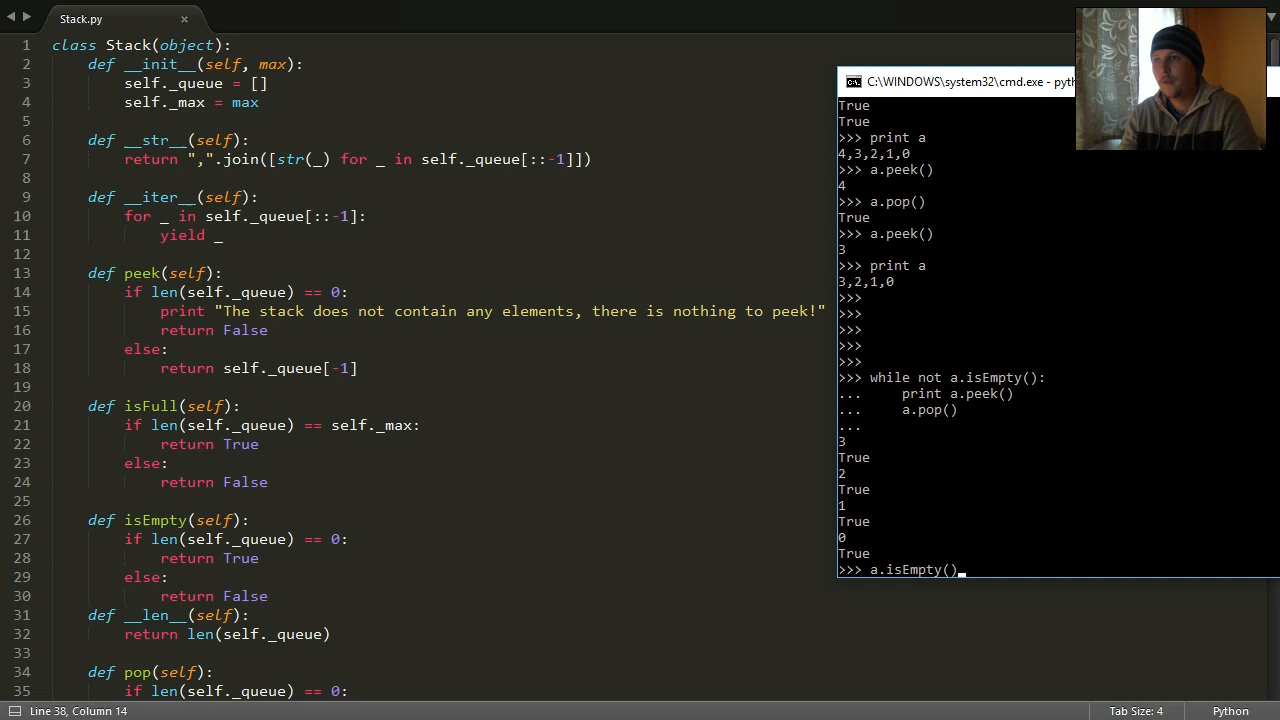 Stack.py
1 class Stack(object):
2 def __init__(self, max):
3 self._queue = []
4 self._max = max
5
6 def __str__(self):
7 return ",".join([str(_) for _ in self._queue[::-1]])
8
9 def __iter__(self):
10 for _ in self._queue[::-1]:
11 yield _
12
13 def peek(self):
14 if len(self._queue) == 0:
15 print "The stack does not contain any elements, there is nothing to peek!"
16 return False
17 else:
18 return self._queue[-1]
19
20 def isFull(self):
21 if len(self._queue) == self._max:
22 return True
23 else:
24 return False
25
26 def isEmpty(self):
27 if len(self._queue) == 0:
28 return True
29 else:
30 return False
31 def __len__(self):
32 return len(self._queue)
33
34 def pop(self):
35 if len(self._queue) == 0:
Line 38, Column 14
Tab Size: 4
Python
C:\WINDOWS\system32\cmd.exe - pyth
True
True
>>> print a
4,3,2,1,0
>>> a.peek()
4
>>> a.pop()
True
>>> a.peek()
3
>>> print a
3,2,1,0
>>>
>>>
>>>
>>>
>>>
>>> while not a.isEmpty():
... print a.peek()
... a.pop()
...
3
True
2
True
1
True
0
True
>>> a.isEmpty()